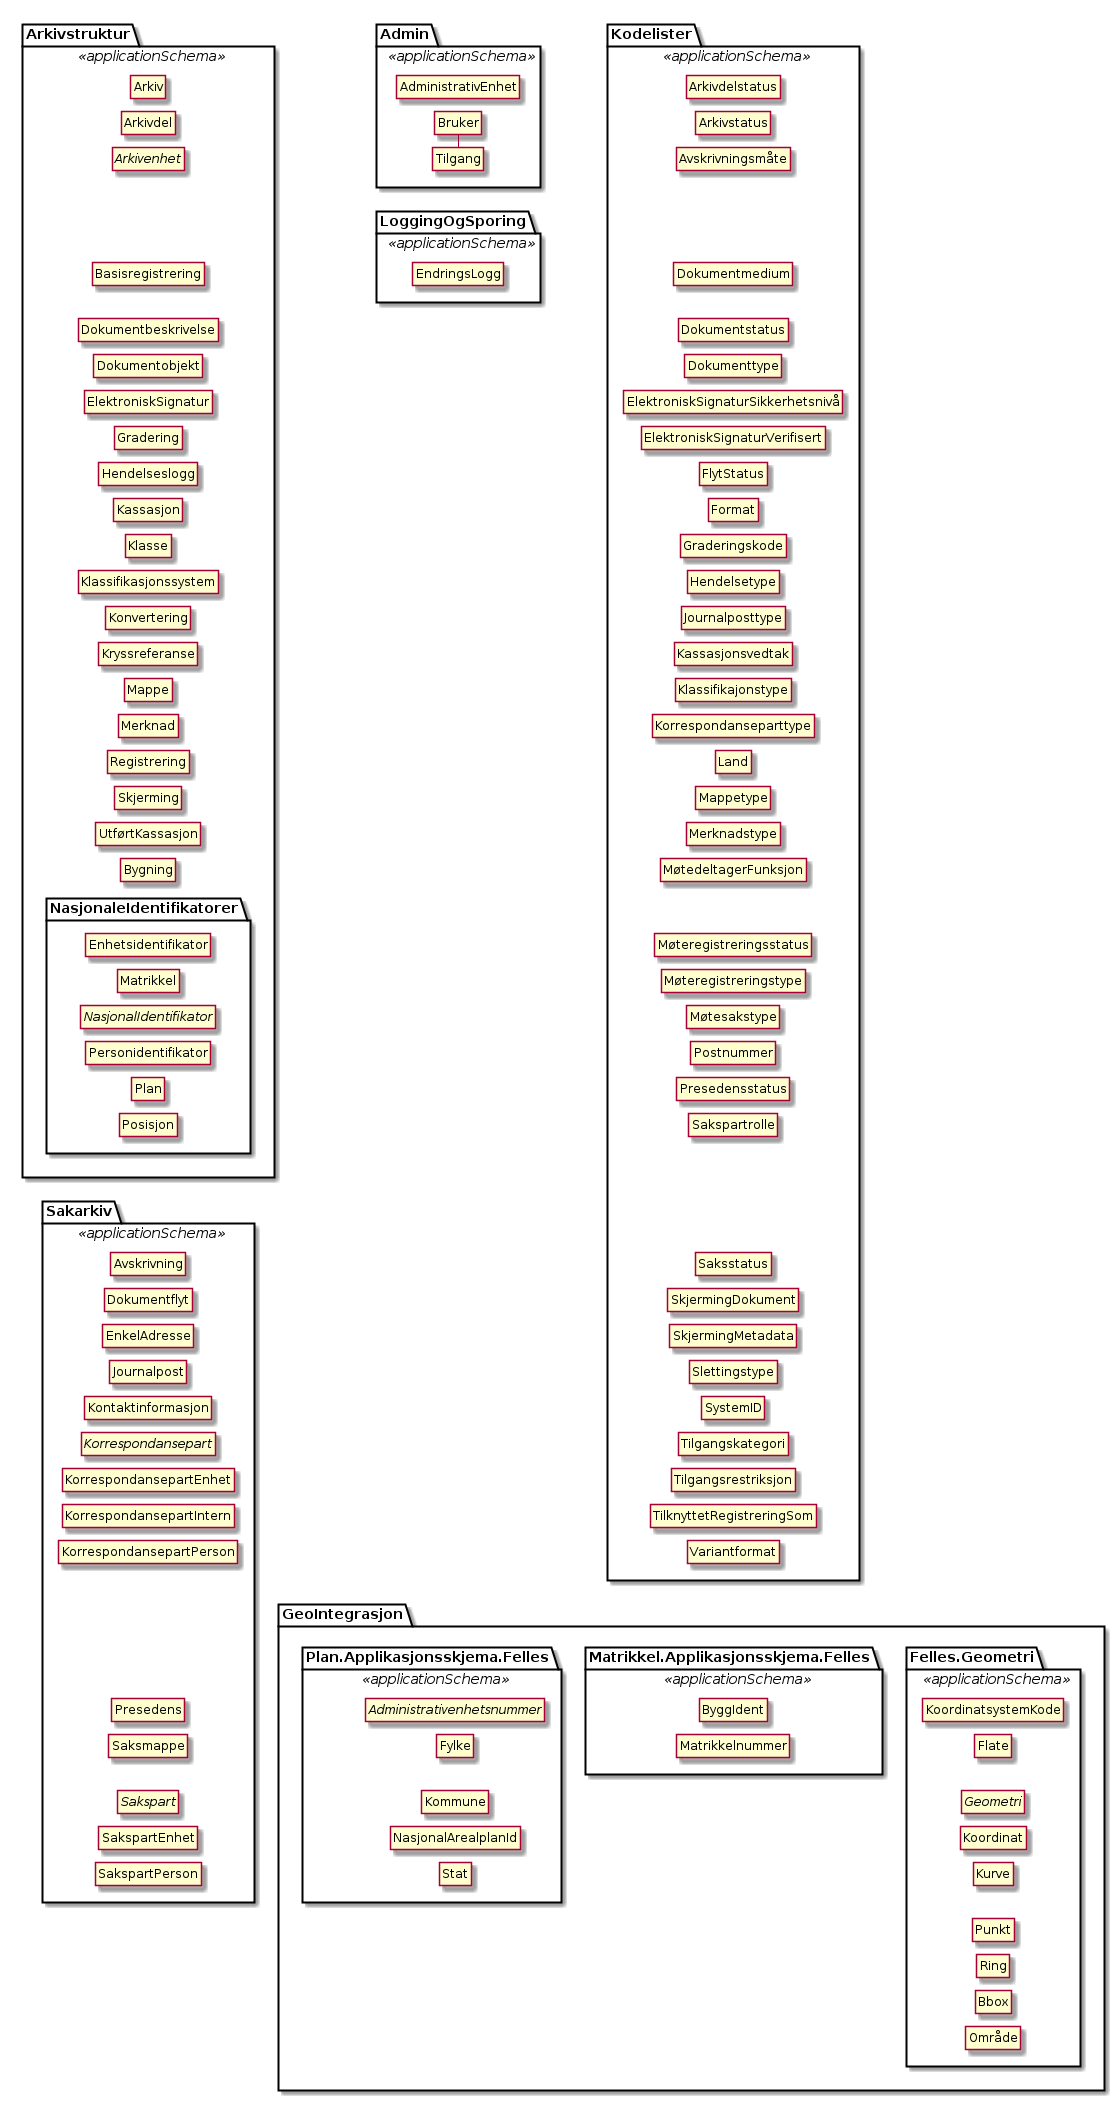 Arkivstruktur
«applicationSchema»
Arkiv
Arkivdel
Arkivenhet
Basisregistrering
Dokumentbeskrivelse
Dokumentobjekt
ElektroniskSignatur
Gradering
Hendelseslogg
Kassasjon
Klasse
Klassifikasjonssystem
Konvertering
Kryssreferanse
Mappe
Merknad
Registrering
Skjerming
UtførtKassasjon
Bygning
NasjonaleIdentifikatorer
Enhetsidentifikator
Matrikkel
NasjonalIdentifikator
Personidentifikator
Plan
Posisjon
Sakarkiv
«applicationSchema»
Avskrivning
Dokumentflyt
EnkelAdresse
Journalpost
Kontaktinformasjon
Korrespondansepart
KorrespondansepartEnhet
KorrespondansepartIntern
KorrespondansepartPerson
Presedens
Saksmappe
Sakspart
SakspartEnhet
SakspartPerson
Admin
«applicationSchema»
AdministrativEnhet
Bruker
Tilgang
LoggingOgSporing
«applicationSchema»
EndringsLogg
Kodelister
«applicationSchema»
Arkivdelstatus
Arkivstatus
Avskrivningsmåte
Dokumentmedium
Dokumentstatus
Dokumenttype
ElektroniskSignaturSikkerhetsnivå
ElektroniskSignaturVerifisert
FlytStatus
Format
Graderingskode
Hendelsetype
Journalposttype
Kassasjonsvedtak
Klassifikajonstype
Korrespondanseparttype
Land
Mappetype
Merknadstype
MøtedeltagerFunksjon
Møteregistreringsstatus
Møteregistreringstype
Møtesakstype
Postnummer
Presedensstatus
Sakspartrolle
Saksstatus
SkjermingDokument
SkjermingMetadata
Slettingstype
SystemID
Tilgangskategori
Tilgangsrestriksjon
TilknyttetRegistreringSom
Variantformat
GeoIntegrasjon
Plan.Applikasjonsskjema.Felles
«applicationSchema»
Administrativenhetsnummer
Fylke
Kommune
NasjonalArealplanId
Stat
Matrikkel.Applikasjonsskjema.Felles
«applicationSchema»
ByggIdent
Matrikkelnummer
Felles.Geometri
«applicationSchema»
KoordinatsystemKode
Flate
Geometri
Koordinat
Kurve
Punkt
Ring
Bbox
Område